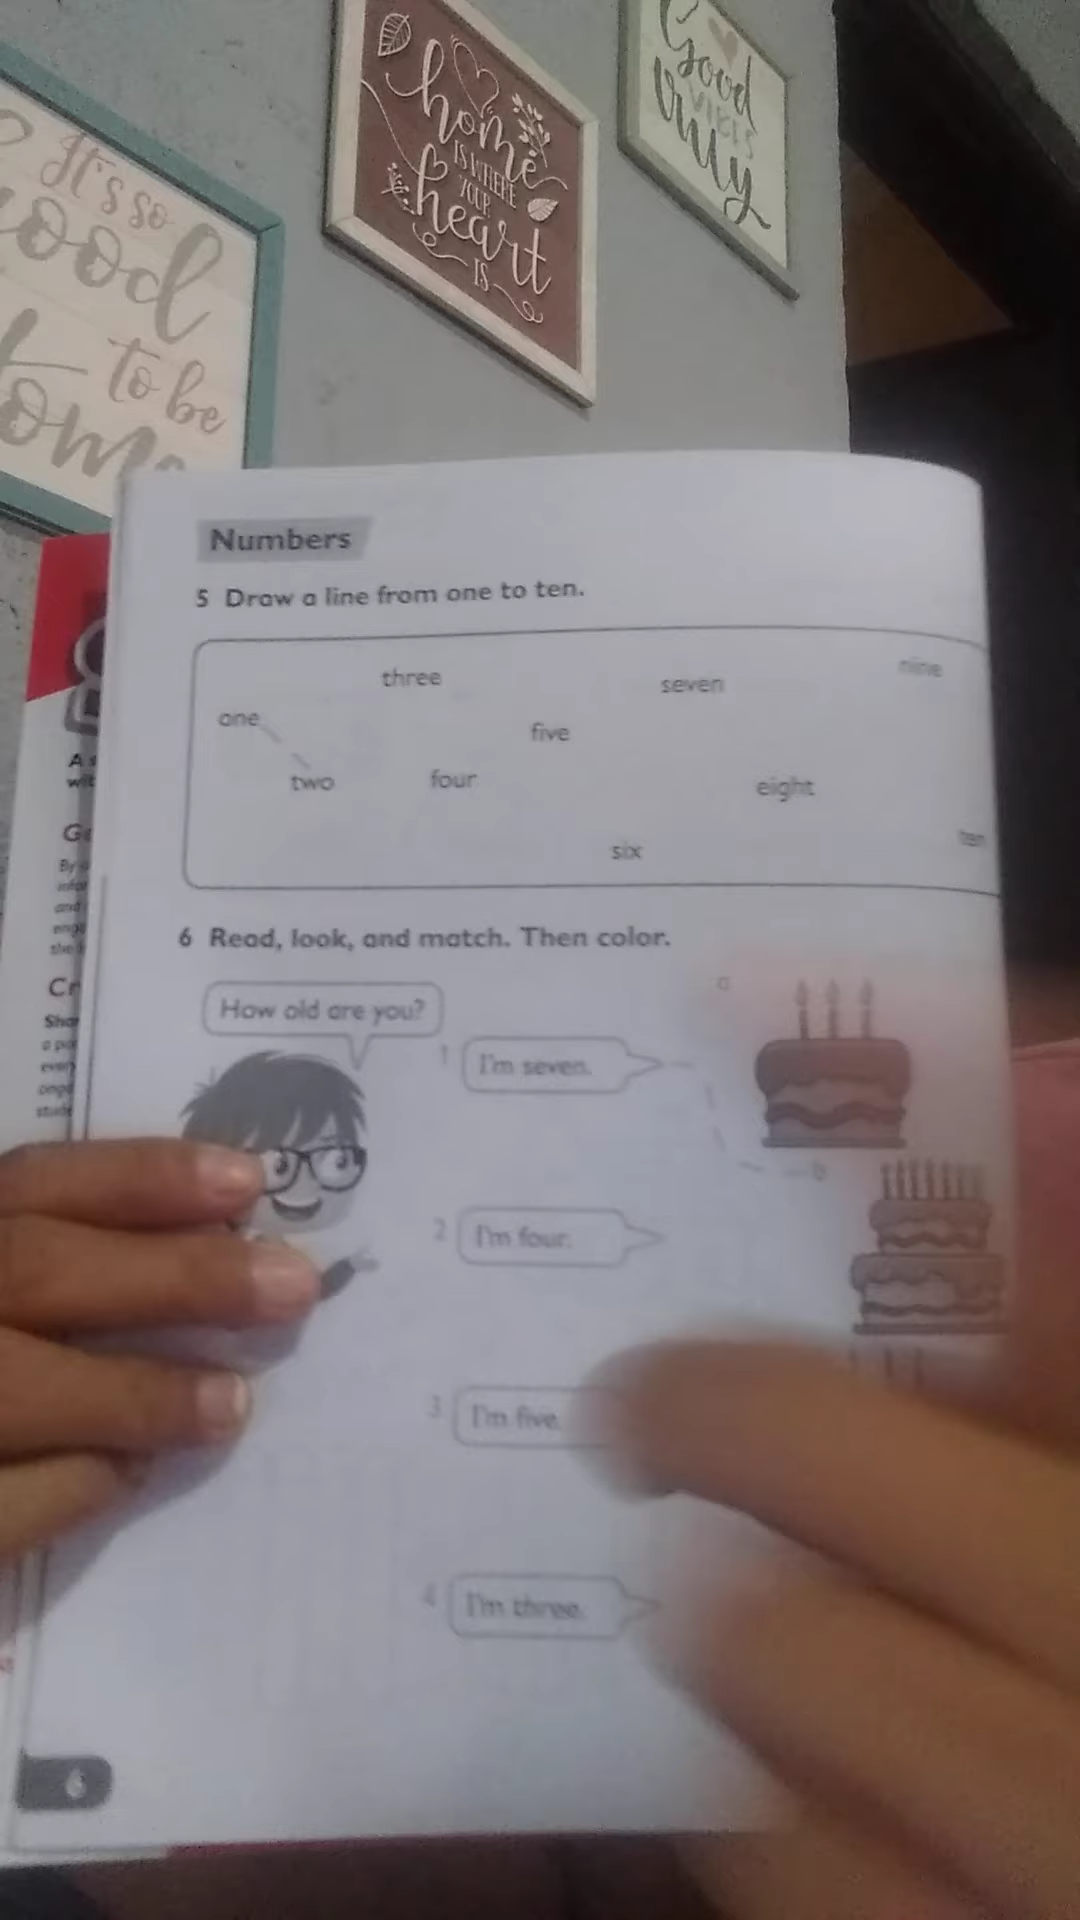 It's so
to be
home
IS WHERE
YOUR
heart
IS
Good
VIBES
Numbers
5 Draw a line from one to ten.
three
seven
nine
one
five
two
four
eight
ten
six
6 Read, look, and match. Then color.
How old are you?
1 I'm seven.
b
2 I'm four.
3 I'm five.
4 I'm three.
6